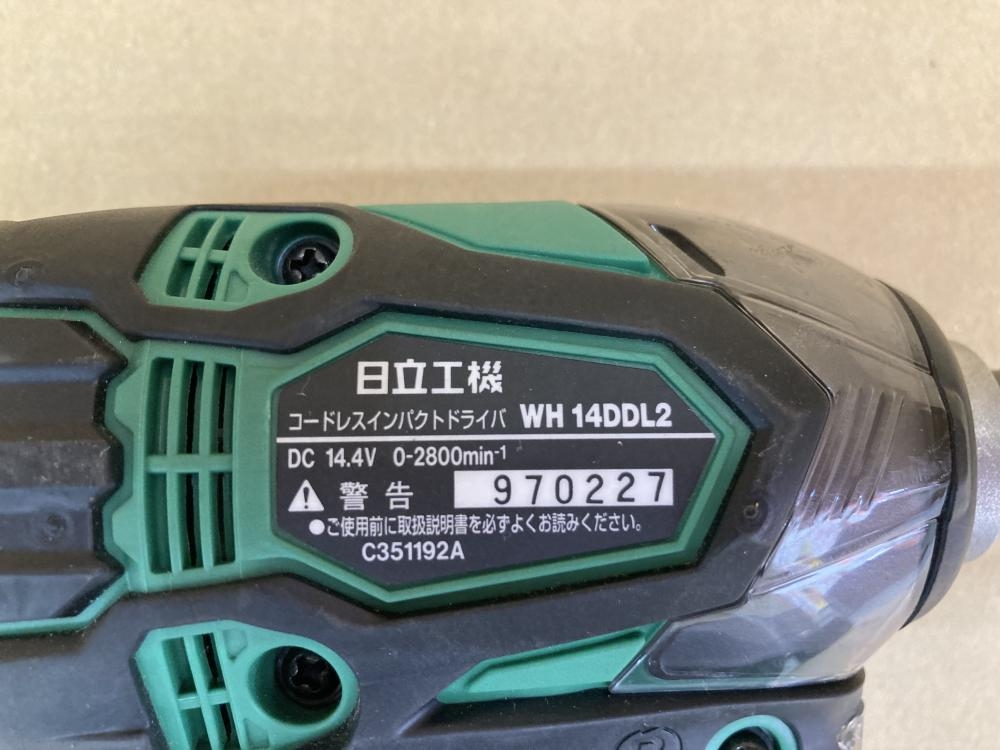 日立工機
コードレスインパクトドライバ WH 14DDL2
DC 14.4V 0-2800min-1
警告 970227
●ご使用前に取扱説明書を必ずよくお読みください。
C351192A